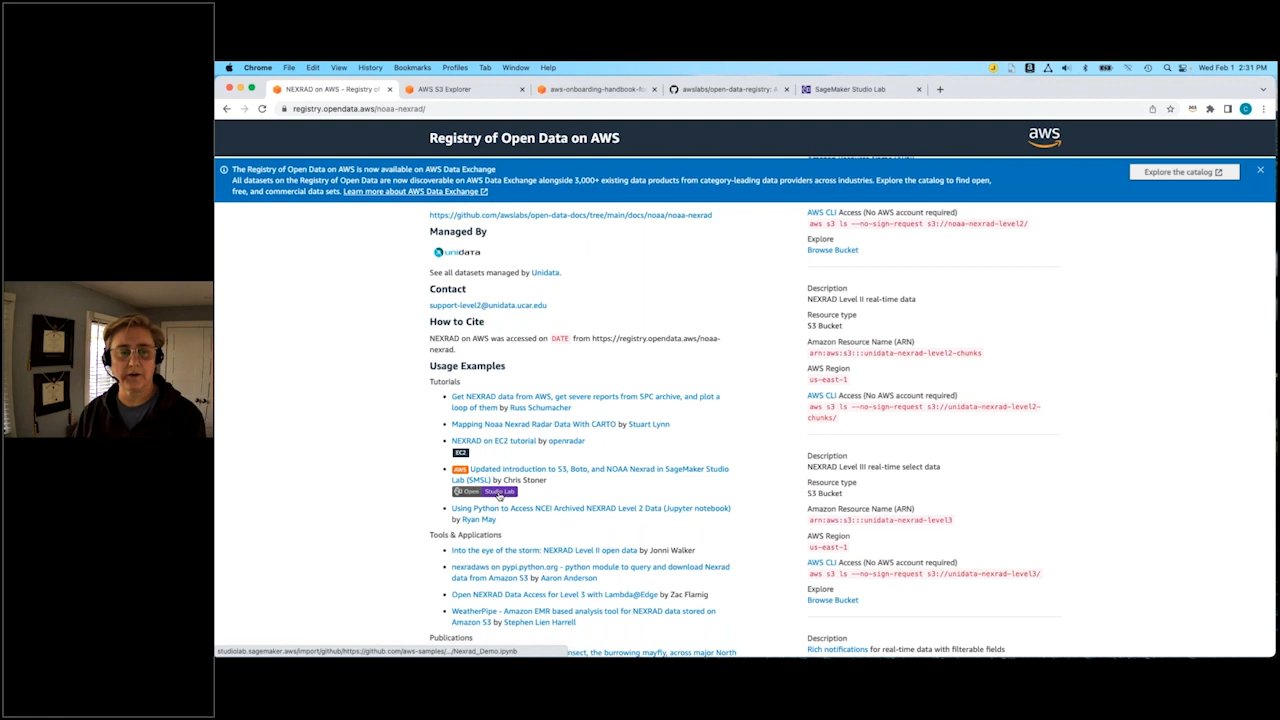 Chrome File Edit View History Bookmarks Profiles Tab Window Help
Wed Feb 1 2:31 PM
NEXRAD on AWS - Registry of
AWS S3 Explorer
aws-onboarding-handbook-fo
awslabs/open-data-registry: A
SageMaker Studio Lab
registry.opendata.aws/noaa-nexrad/
Registry of Open Data on AWS
aws
The Registry of Open Data on AWS is now available on AWS Data Exchange
All datasets on the Registry of Open Data are now discoverable on AWS Data Exchange alongside 3,000+ existing data products from category-leading data providers across industries. Explore the catalog to find open,
free, and commercial data sets. Learn more about AWS Data Exchange
Explore the catalog
https://github.com/awslabs/open-data-docs/tree/main/docs/noaa/noaa-nexrad
Managed By
unidata
See all datasets managed by Unidata.
Contact
support-level2@unidata.ucar.edu
How to Cite
NEXRAD on AWS was accessed on DATE from https://registry.opendata.aws/noaa-
nexrad.
Usage Examples
Tutorials
Get NEXRAD data from AWS, get severe reports from SPC archive, and plot a
loop of them by Russ Schumacher
Mapping Noaa Nexrad Radar Data With CARTO by Stuart Lynn
NEXRAD on EC2 tutorial by openradar
EC2
AWS Updated introduction to S3, Boto, and NOAA Nexrad in SageMaker Studio
Lab (SMSL) by Chris Stoner
Open Studio Lab
Using Python to Access NCEI Archived NEXRAD Level 2 Data (Jupyter notebook)
by Ryan May
Tools & Applications
Into the eye of the storm: NEXRAD Level II open data by Jonni Walker
nexradaws on pypi.python.org - python module to query and download Nexrad
data from Amazon S3 by Aaron Anderson
Open NEXRAD Data Access for Level 3 with Lambda@Edge by Zac Flamig
WeatherPipe - Amazon EMR based analysis tool for NEXRAD data stored on
Amazon S3 by Stephen Lien Harrell
Publications
nsect, the burrowing mayfly, across major North
studiolab.sagemaker.aws/import/github/https://github.com/aws-samples/.../Nexrad_Demo.ipynb
AWS CLI Access (No AWS account required)
aws s3 ls --no-sign-request s3://noaa-nexrad-level2/
Explore
Browse Bucket
Description
NEXRAD Level II real-time data
Resource type
S3 Bucket
Amazon Resource Name (ARN)
arn:aws:s3:::unidata-nexrad-level2-chunks
AWS Region
us-east-1
AWS CLI Access (No AWS account required)
aws s3 ls --no-sign-request s3://unidata-nexrad-level2-
chunks/
Description
NEXRAD Level III real-time select data
Resource type
S3 Bucket
Amazon Resource Name (ARN)
arn:aws:s3:::unidata-nexrad-level3
AWS Region
us-east-1
AWS CLI Access (No AWS account required)
aws s3 ls --no-sign-request s3://unidata-nexrad-level3/
Explore
Browse Bucket
Description
Rich notifications for real-time data with filterable fields